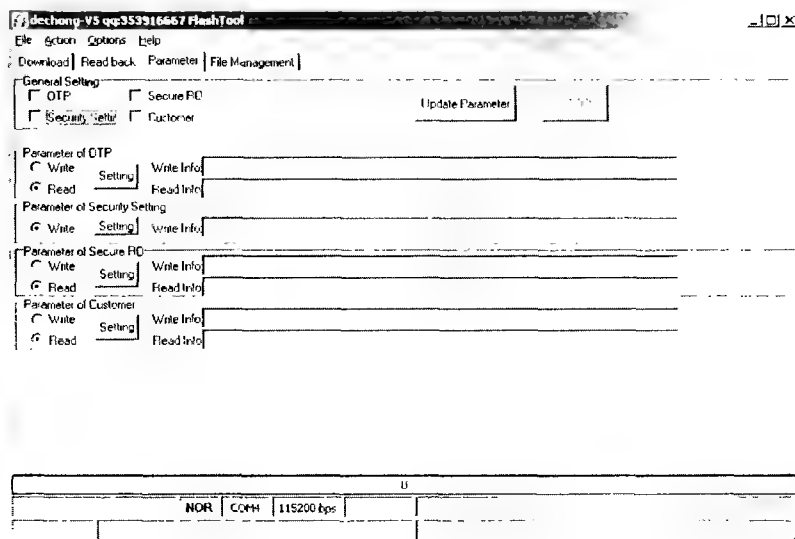 dechong-V5 qq:353916667 FlashTool
File Action Options Help
Download Read back Parameter File Management
General Setting
OTP Secure RO
Security Settir Customer
Update Parameter
Parameter of OTP
Write Setting Write Info:
Read Read Info
Parameter of Security Setting
Write Setting Write Info:
Parameter of Secure RO
Write Setting Write Info:
Read Read Info
Parameter of Customer
Write Setting Write Info:
Read Read Info
NOR COM4 115200 bps